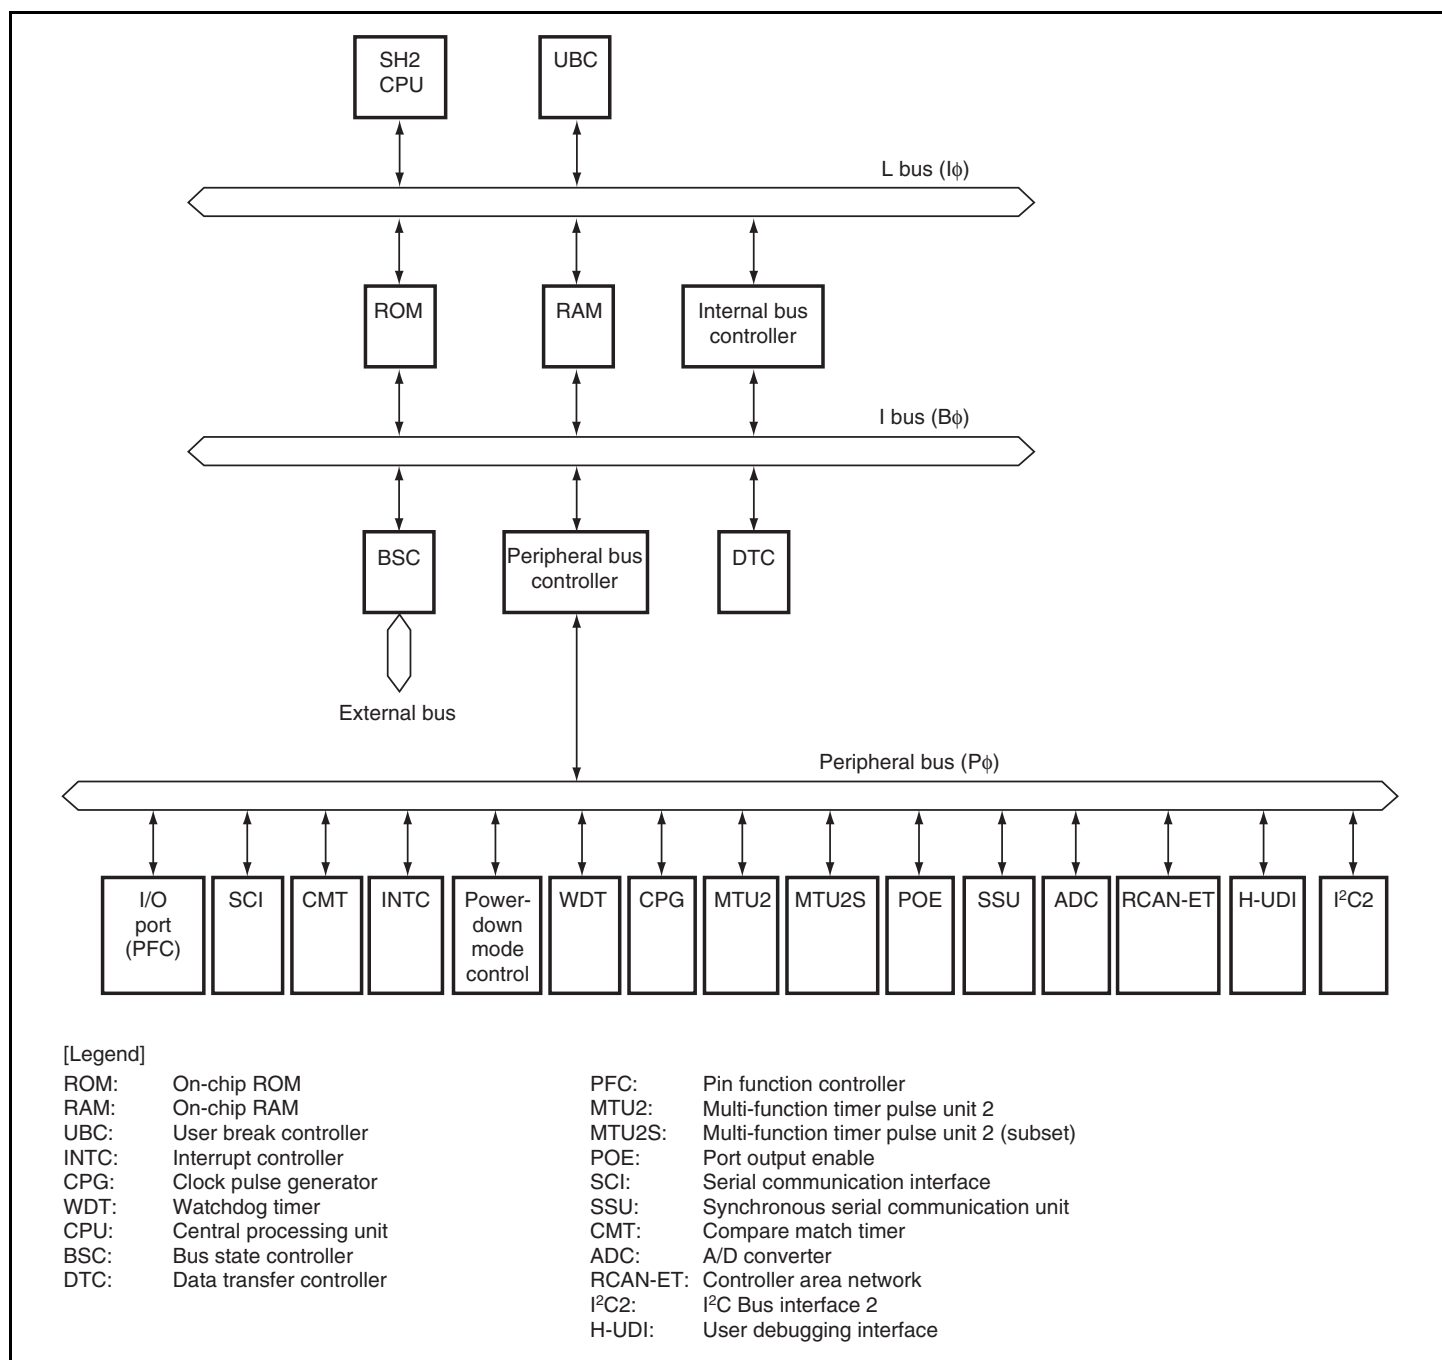 SH2
CPU
UBC
L bus (Iϕ)
ROM
RAM
Internal bus
controller
I bus (Bϕ)
BSC
Peripheral bus
controller
DTC
External bus
Peripheral bus (Pϕ)
I/O
port
(PFC)
SCI
CMT
INTC
Power-
down
mode
control
WDT
CPG
MTU2
MTU2S
POE
SSU
ADC
RCAN-ET
H-UDI
I²C2
[Legend]
ROM: On-chip ROM
RAM: On-chip RAM
UBC: User break controller
INTC: Interrupt controller
CPG: Clock pulse generator
WDT: Watchdog timer
CPU: Central processing unit
BSC: Bus state controller
DTC: Data transfer controller
PFC: Pin function controller
MTU2: Multi-function timer pulse unit 2
MTU2S: Multi-function timer pulse unit 2 (subset)
POE: Port output enable
SCI: Serial communication interface
SSU: Synchronous serial communication unit
CMT: Compare match timer
ADC: A/D converter
RCAN-ET: Controller area network
I²C2: I²C Bus interface 2
H-UDI: User debugging interface